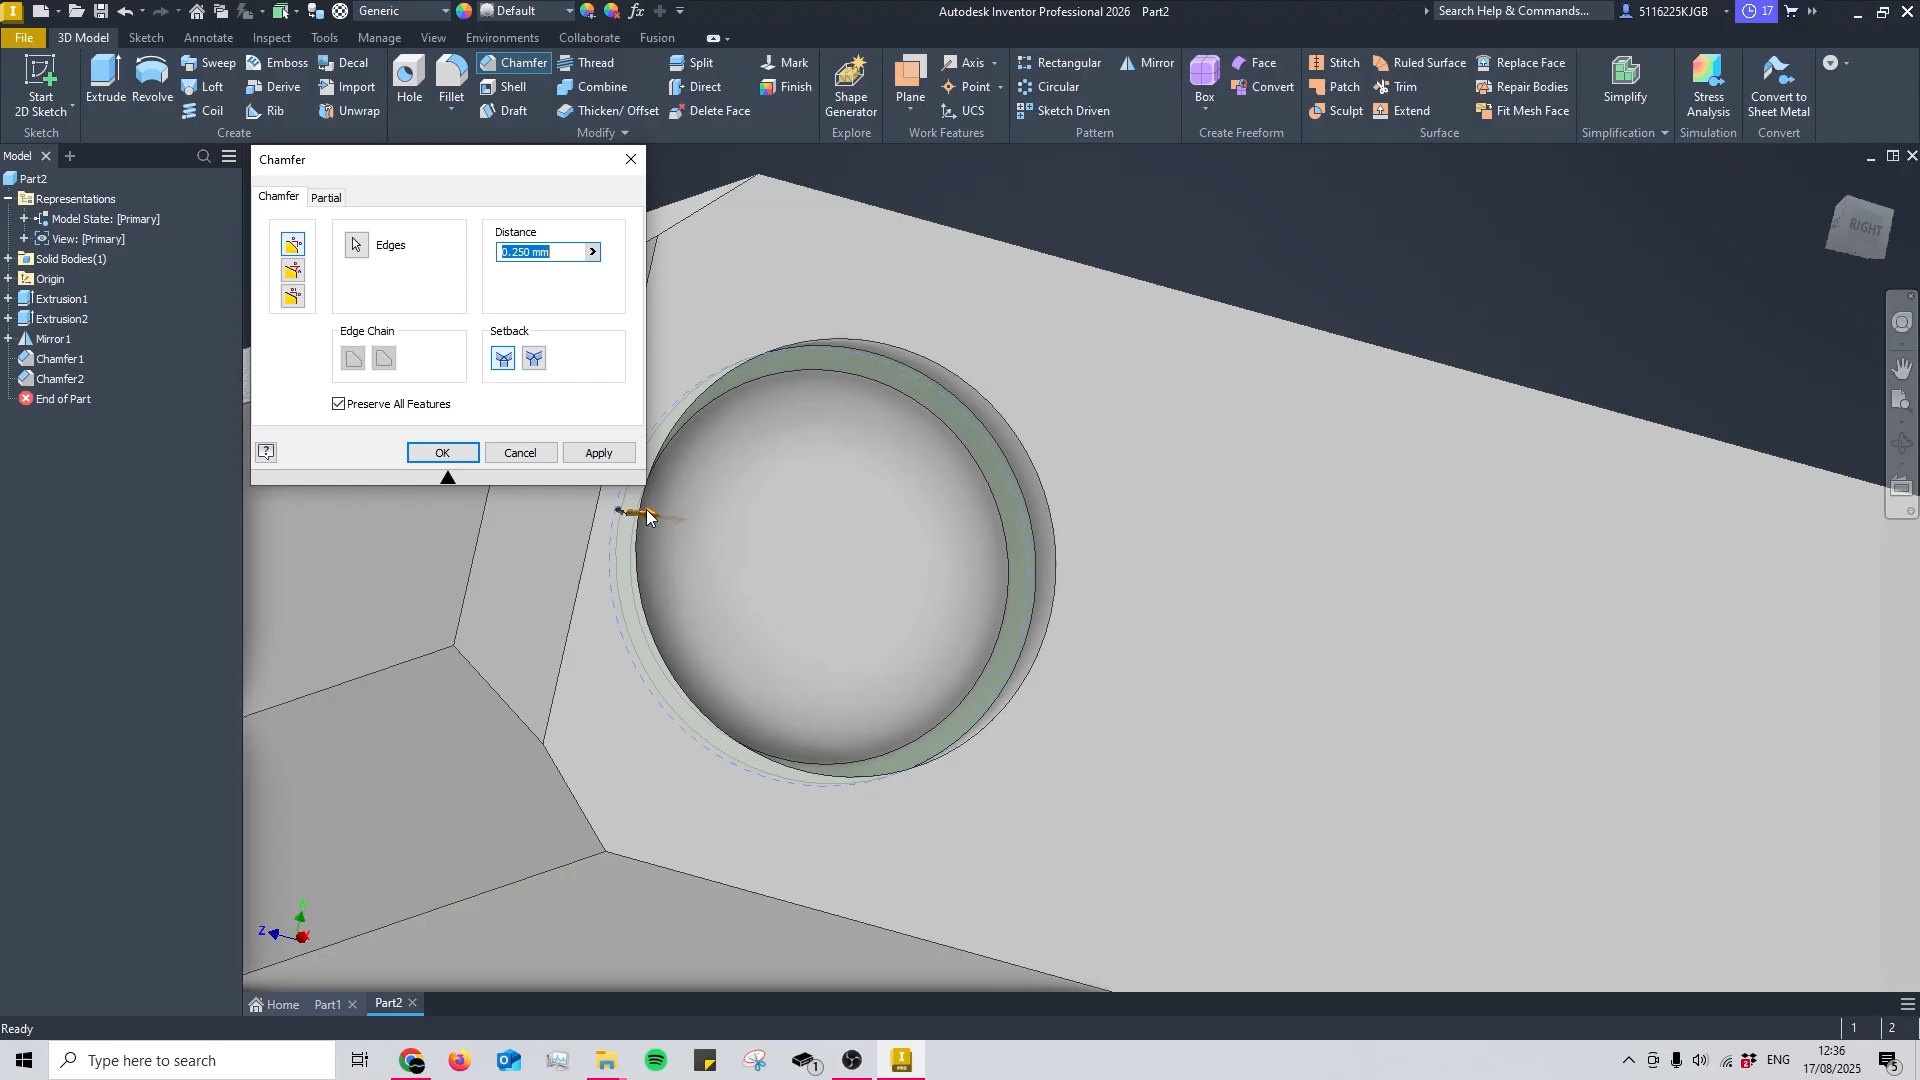 Generic
Default
fx
Autodesk Inventor Professional 2026 Part2
Search Help & Commands...
5116225KJGB
17
File
3D Model
Sketch
Annotate
Inspect
Tools
Manage
View
Environments
Collaborate
Fusion
Start
2D Sketch
Extrude
Revolve
Sweep
Emboss
Decal
Loft
Derive
Import
Coil
Rib
Unwrap
Hole
Fillet
Chamfer
Thread
Split
Mark
Shell
Combine
Direct
Finish
Draft
Thicken/ Offset
Delete Face
Shape
Generator
Plane
Axis
Point
UCS
Rectangular
Mirror
Circular
Sketch Driven
Box
Face
Convert
Stitch
Ruled Surface
Replace Face
Patch
Trim
Repair Bodies
Sculpt
Extend
Fit Mesh Face
Simplify
Stress
Analysis
Convert to
Sheet Metal
Sketch
Create
Modify
Explore
Work Features
Pattern
Create Freeform
Surface
Simplification
Simulation
Convert
Model
Part2
Representations
Model State: [Primary]
View: [Primary]
Solid Bodies(1)
Origin
Extrusion1
Extrusion2
Mirror1
Chamfer1
Chamfer2
End of Part
Chamfer
Chamfer
Partial
Edges
Distance
0.250 mm
Edge Chain
Setback
Preserve All Features
OK
Cancel
Apply
RIGHT
Y
Z
X
Home
Part1
Part2
Ready
1
2
Type here to search
ENG
12:36
17/08/2025
5